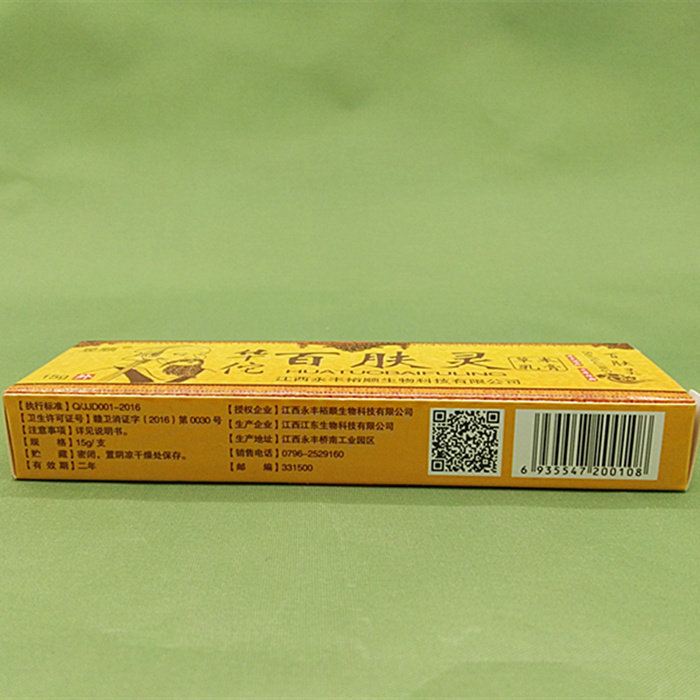 15g
华佗
百肤灵
草本
乳膏
HUATUOBAIFULING
江西永丰裕顺生物科技有限公司
【执行标准】Q/JJD001-2016
【卫生许可证号】赣卫消证字【2016】第0030号
【注意事项】详见说明书。
【规 格】15g/支
【贮 藏】密闭，置阴凉干燥处保存。
【有 效 期】二年
【授权企业】江西永丰裕顺生物科技有限公司
【生产企业】江西江东生物科技有限公司
【生产地址】江西永丰桥南工业园区
【销售电话】0796-2529160
【邮 编】331500
6 935547 200108